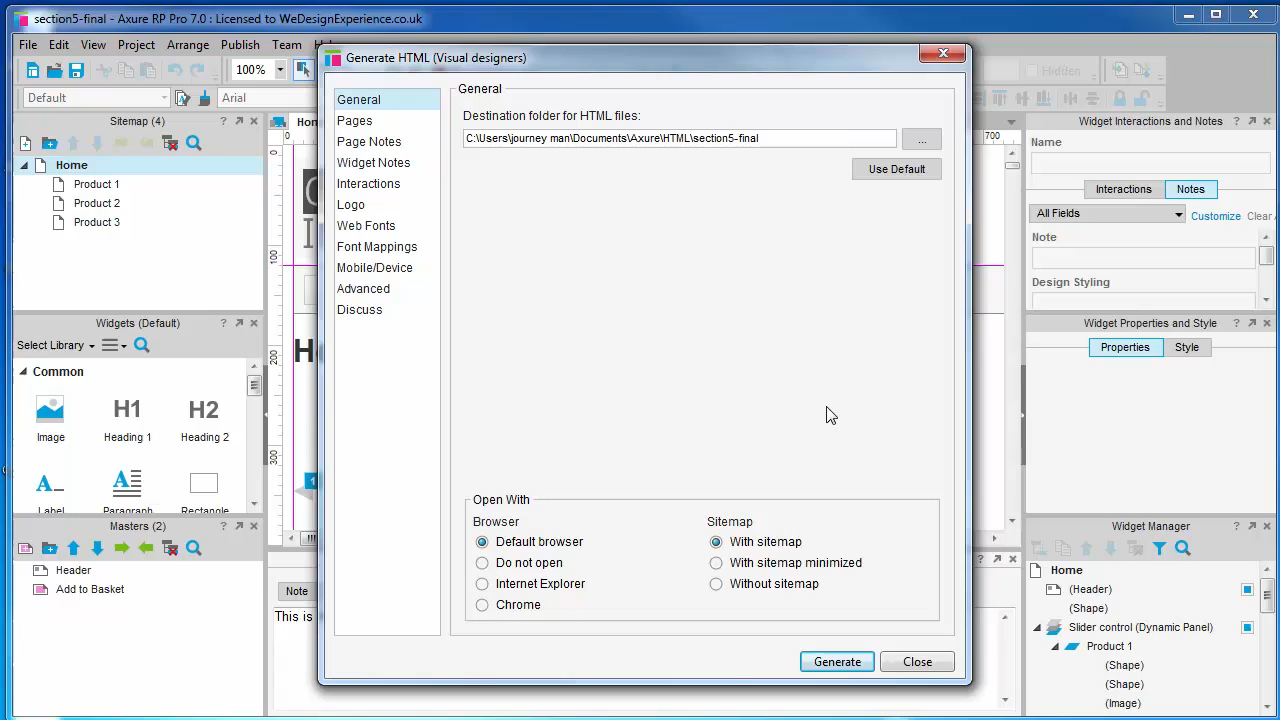 section5-final - Axure RP Pro 7.0 : Licensed to WeDesignExperience.co.uk
File Edit View Project Arrange Publish Team
100%
Hidden
Default
Arial
Sitemap (4)
Home
Product 1
Product 2
Product 3
Widgets (Default)
Select Library
Common
Image
H1
Heading 1
H2
Heading 2
Label
Paragraph
Rectangle
Masters (2)
Header
Add to Basket
0
100
200
300
700
Note
This is
Generate HTML (Visual designers)
General
Pages
Page Notes
Widget Notes
Interactions
Logo
Web Fonts
Font Mappings
Mobile/Device
Advanced
Discuss
General
Destination folder for HTML files:
C:\Users\journey man\Documents\Axure\HTML\section5-final
...
Use Default
Open With
Browser
Default browser
Do not open
Internet Explorer
Chrome
Sitemap
With sitemap
With sitemap minimized
Without sitemap
Generate
Close
Widget Interactions and Notes
Name
Interactions
Notes
All Fields
Customize
Clear
Note
Design Styling
Widget Properties and Style
Properties
Style
Widget Manager
Home
(Header)
(Shape)
Slider control (Dynamic Panel)
Product 1
(Shape)
(Shape)
(Image)